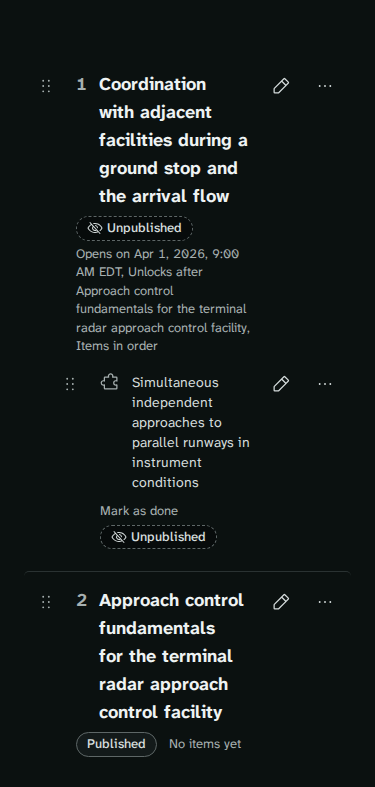 1 Coordination
with adjacent
facilities during a
ground stop and
the arrival flow
Unpublished
Opens on Apr 1, 2026, 9:00
AM EDT, Unlocks after
Approach control
fundamentals for the terminal
radar approach control facility,
Items in order
Simultaneous
independent
approaches to
parallel runways in
instrument
conditions
Mark as done
Unpublished
2 Approach control
fundamentals
for the terminal
radar approach
control facility
Published No items yet